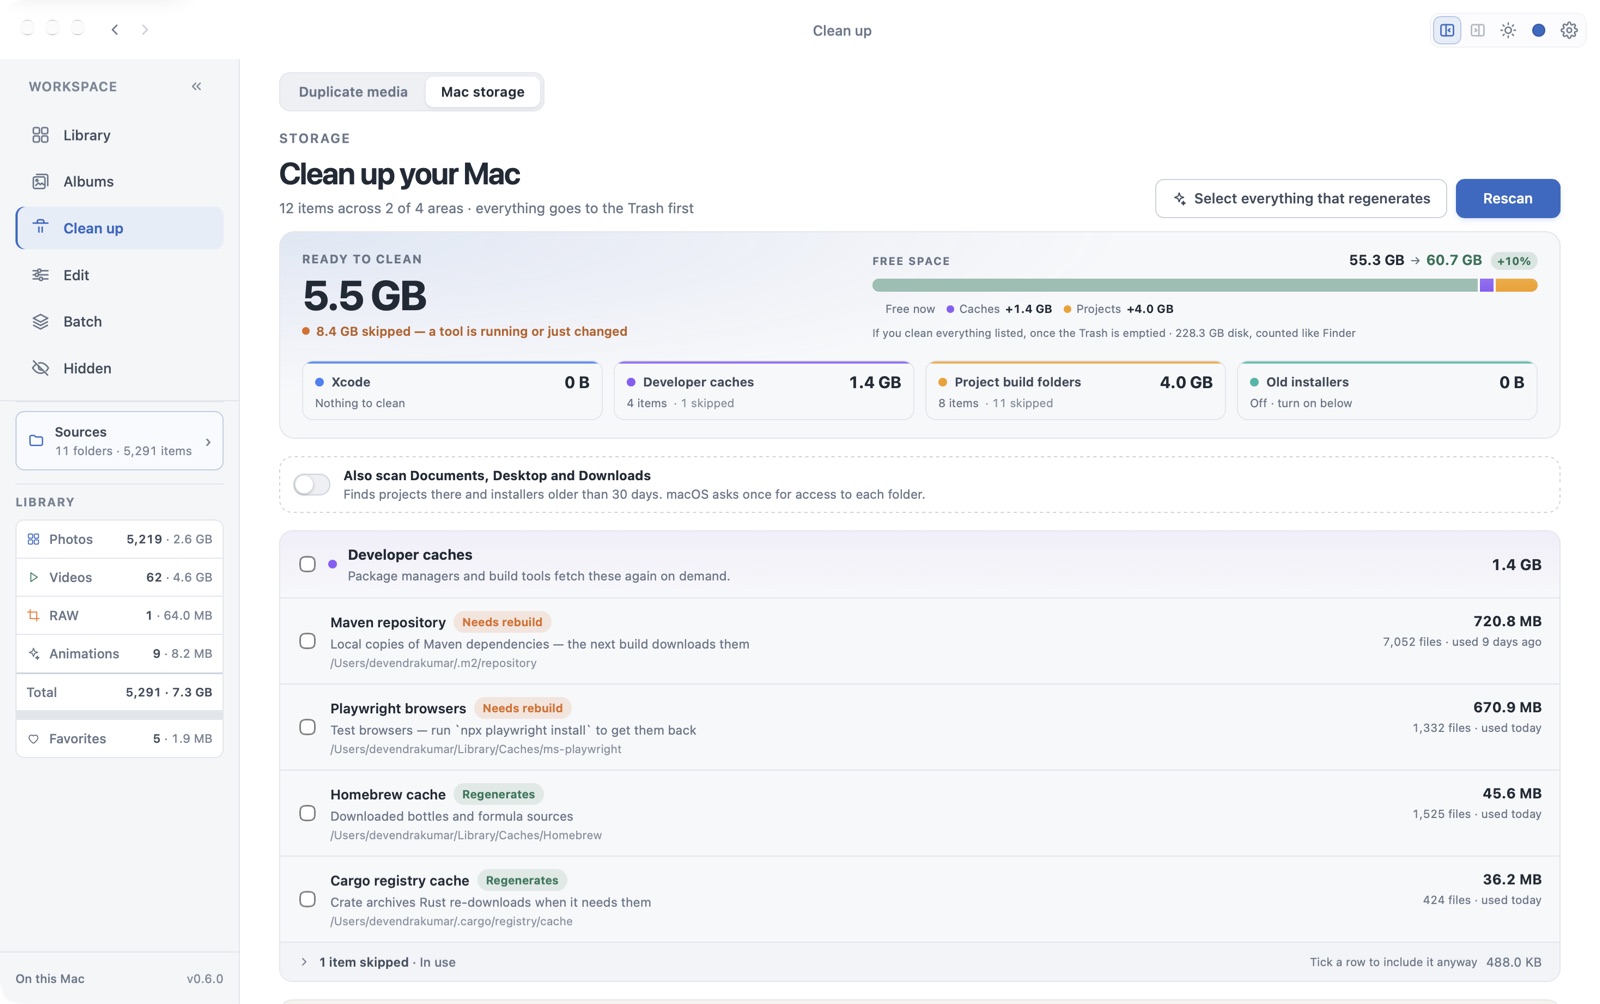 Clean up
WORKSPACE
Library
Albums
Clean up
Edit
Batch
Hidden
Sources
11 folders · 5,291 items
LIBRARY
Photos 5,219 · 2.6 GB
Videos 62 · 4.6 GB
RAW 1 · 64.0 MB
Animations 9 · 8.2 MB
Total 5,291 · 7.3 GB
Favorites 5 · 1.9 MB
On this Mac v0.6.0
Duplicate media Mac storage
STORAGE
Clean up your Mac
12 items across 2 of 4 areas · everything goes to the Trash first
Select everything that regenerates Rescan
READY TO CLEAN
5.5 GB
8.4 GB skipped — a tool is running or just changed
FREE SPACE 55.3 GB → 60.7 GB +10%
Free now Caches +1.4 GB Projects +4.0 GB
If you clean everything listed, once the Trash is emptied · 228.3 GB disk, counted like Finder
Xcode 0 B
Nothing to clean
Developer caches 1.4 GB
4 items · 1 skipped
Project build folders 4.0 GB
8 items · 11 skipped
Old installers 0 B
Off · turn on below
Also scan Documents, Desktop and Downloads
Finds projects there and installers older than 30 days. macOS asks once for access to each folder.
Developer caches 1.4 GB
Package managers and build tools fetch these again on demand.
Maven repository Needs rebuild 720.8 MB
Local copies of Maven dependencies — the next build downloads them 7,052 files · used 9 days ago
/Users/devendrakumar/.m2/repository
Playwright browsers Needs rebuild 670.9 MB
Test browsers — run `npx playwright install` to get them back 1,332 files · used today
/Users/devendrakumar/Library/Caches/ms-playwright
Homebrew cache Regenerates 45.6 MB
Downloaded bottles and formula sources 1,525 files · used today
/Users/devendrakumar/Library/Caches/Homebrew
Cargo registry cache Regenerates 36.2 MB
Crate archives Rust re-downloads when it needs them 424 files · used today
/Users/devendrakumar/.cargo/registry/cache
1 item skipped · In use Tick a row to include it anyway 488.0 KB